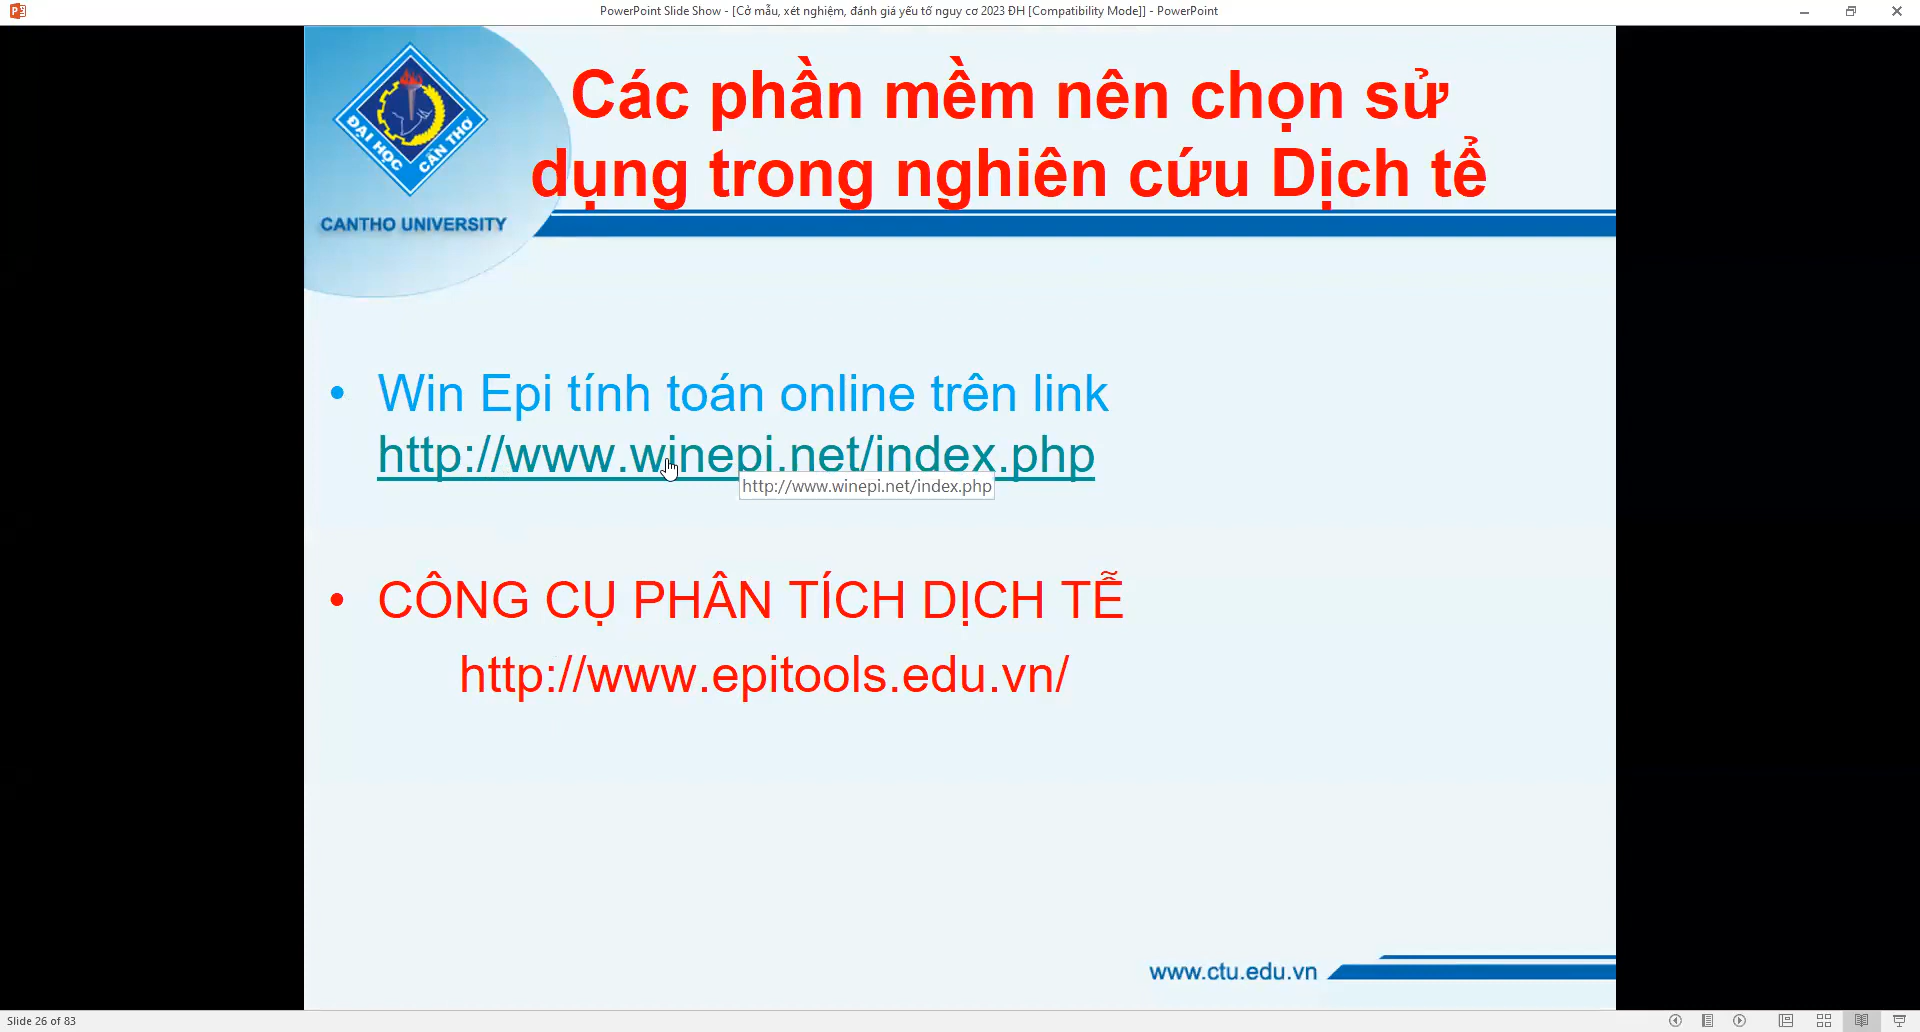 PowerPoint Slide Show - [Cở mẫu, xét nghiệm, đánh giá yếu tố nguy cơ 2023 ĐH [Compatibility Mode]] - PowerPoint
ĐẠI HỌC CẦN THƠ
CANTHO UNIVERSITY
Các phần mềm nên chọn sử
dụng trong nghiên cứu Dịch tể
• Win Epi tính toán online trên link
http://www.winepi.net/index.php
http://www.winepi.net/index.php
• CÔNG CỤ PHÂN TÍCH DỊCH TỄ
http://www.epitools.edu.vn/
www.ctu.edu.vn
Slide 26 of 83